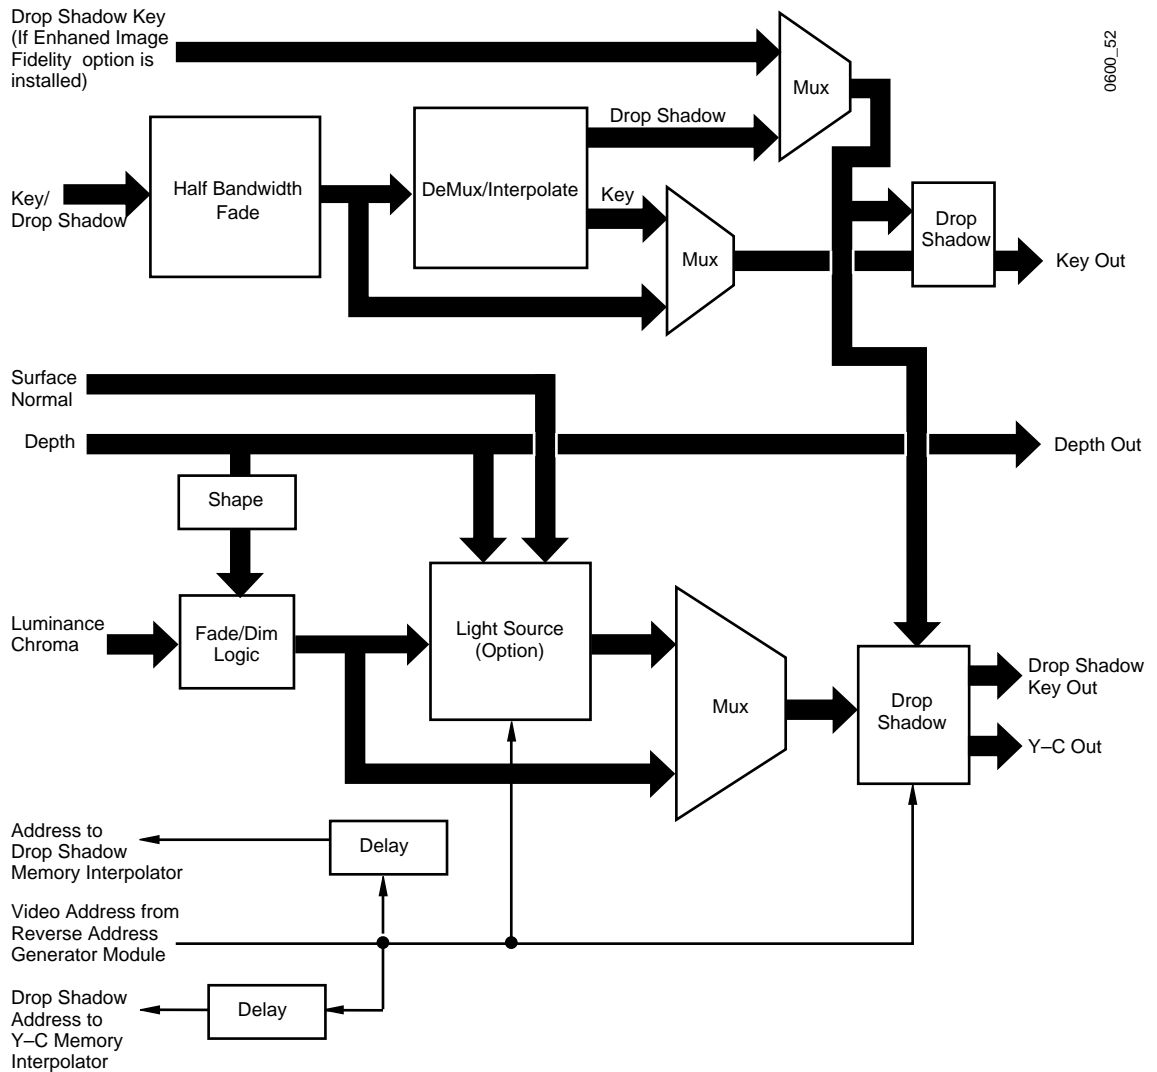 Drop Shadow Key
(If Enhaned Image
Fidelity option is
installed)
0600_52
Mux
Drop Shadow
Half Bandwidth
Fade
DeMux/Interpolate
Key/
Drop Shadow
Key
Mux
Drop
Shadow
Key Out
Surface
Normal
Depth
Depth Out
Shape
Luminance
Chroma
Fade/Dim
Logic
Light Source
(Option)
Mux
Drop
Shadow
Drop Shadow
Key Out
Y–C Out
Address to
Drop Shadow
Memory Interpolator
Delay
Video Address from
Reverse Address
Generator Module
Drop Shadow
Address to
Y–C Memory
Interpolator
Delay